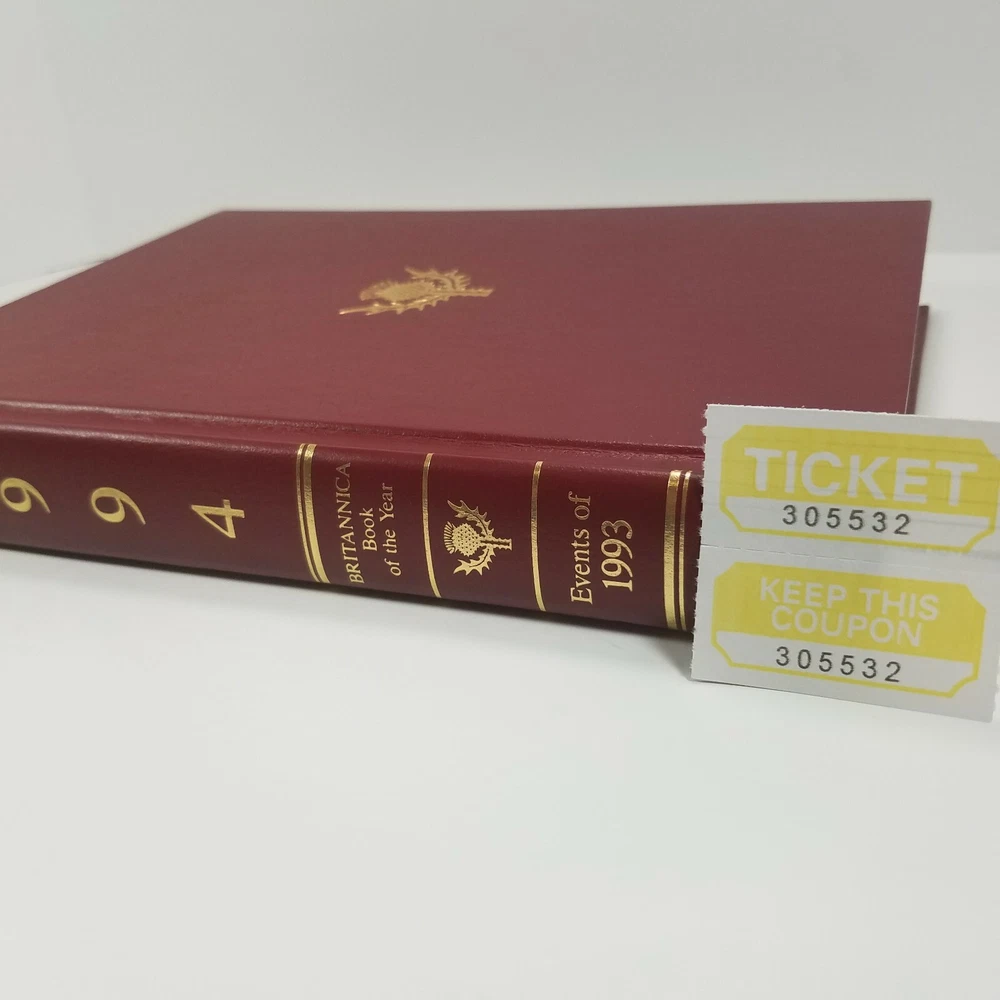 9
9
4
BRITANNICA
Book
of the Year
Events of
1993
TICKET
305532
KEEP THIS
COUPON
305532